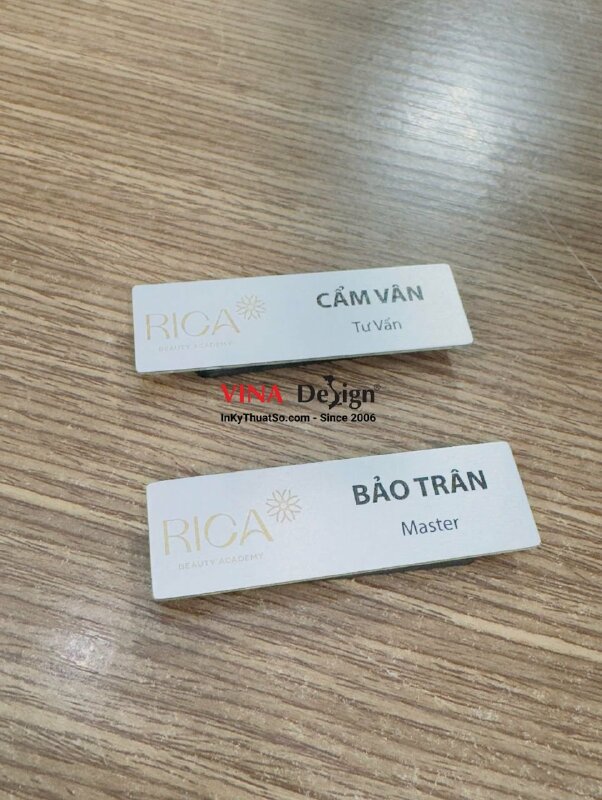 RICA
BEAUTY ACADEMY
CẨM VÂN
Tư Vấn
VINA Design®
InKyThuatSo.com - Since 2006
RICA
BEAUTY ACADEMY
BẢO TRÂN
Master